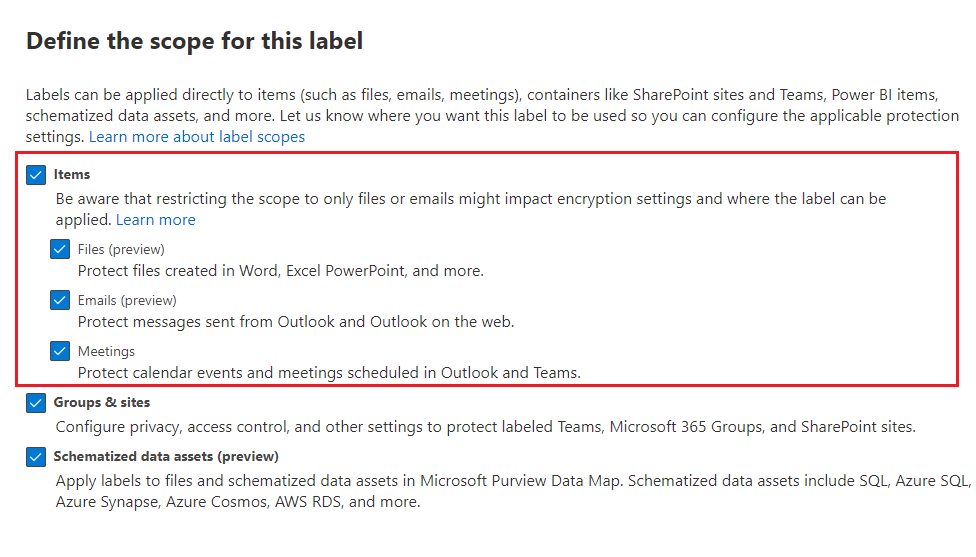 Define the scope for this label
Labels can be applied directly to items (such as files, emails, meetings), containers like SharePoint sites and Teams, Power BI items,
schematized data assets, and more. Let us know where you want this label to be used so you can configure the applicable protection
settings. Learn more about label scopes
Items
Be aware that restricting the scope to only files or emails might impact encryption settings and where the label can be
applied. Learn more
Files (preview)
Protect files created in Word, Excel PowerPoint, and more.
Emails (preview)
Protect messages sent from Outlook and Outlook on the web.
Meetings
Protect calendar events and meetings scheduled in Outlook and Teams.
Groups & sites
Configure privacy, access control, and other settings to protect labeled Teams, Microsoft 365 Groups, and SharePoint sites.
Schematized data assets (preview)
Apply labels to files and schematized data assets in Microsoft Purview Data Map. Schematized data assets include SQL, Azure SQL,
Azure Synapse, Azure Cosmos, AWS RDS, and more.